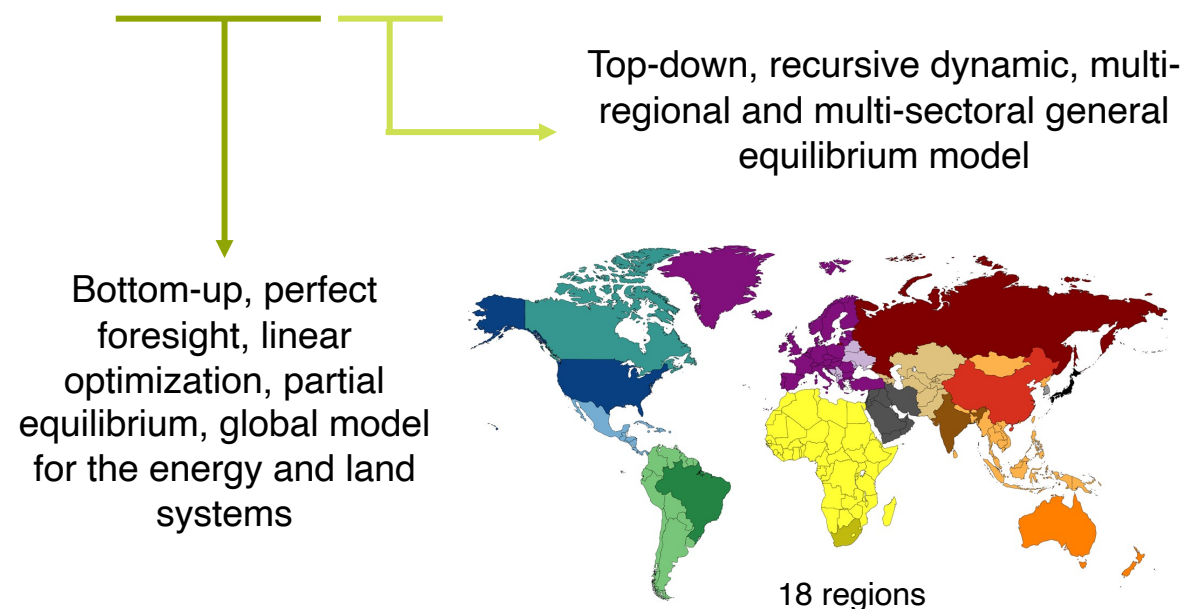 Top-down, recursive dynamic, multi-
regional and multi-sectoral general
equilibrium model
Bottom-up, perfect
foresight, linear
optimization, partial
equilibrium, global model
for the energy and land
systems
18 regions